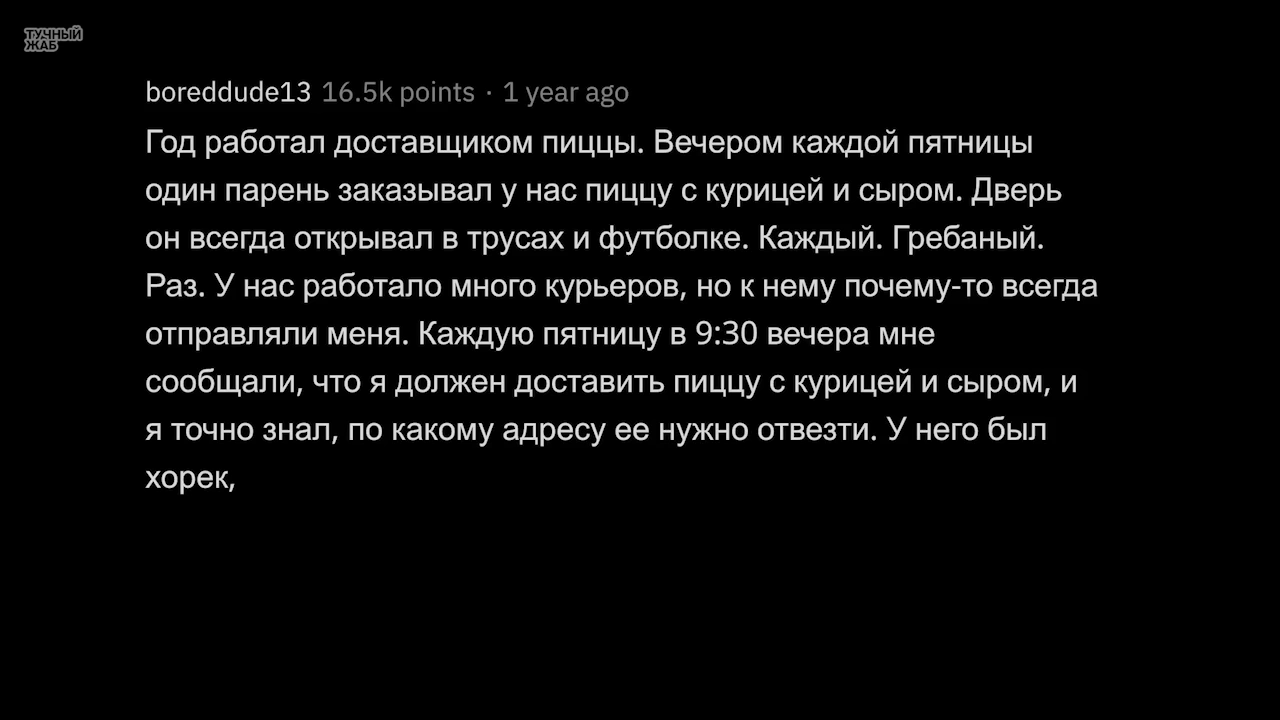 ТУЧНЫЙ
ЖАБ
boreddude13 16.5k points · 1 year ago
Год работал доставщиком пиццы. Вечером каждой пятницы
один парень заказывал у нас пиццу с курицей и сыром. Дверь
он всегда открывал в трусах и футболке. Каждый. Гребаный.
Раз. У нас работало много курьеров, но к нему почему-то всегда
отправляли меня. Каждую пятницу в 9:30 вечера мне
сообщали, что я должен доставить пиццу с курицей и сыром, и
я точно знал, по какому адресу ее нужно отвезти. У него был
хорек,